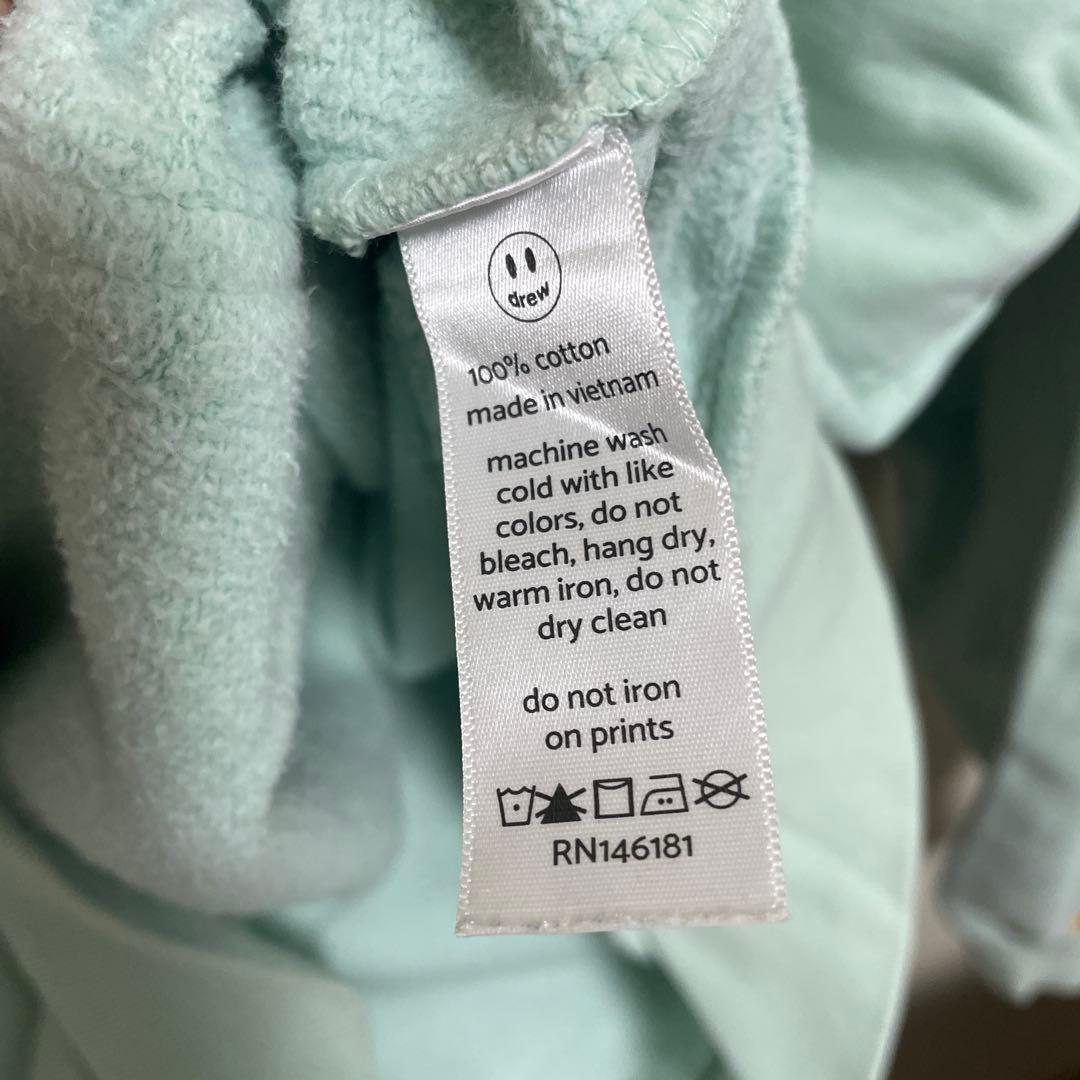 drew
100% cotton
made in vietnam
machine wash
cold with like
colors, do not
bleach, hang dry,
warm iron, do not
dry clean
do not iron
on prints
RN146181